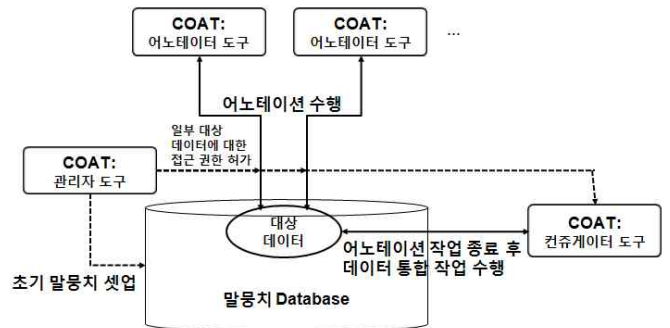 COAT:
어노테이터 도구
COAT:
어노테이터 도구
...
어노테이션 수행
일부 대상
데이터에 대한
접근 권한 허가
COAT:
관리자 도구
대상
데이터
COAT:
컨쥬게이터 도구
어노테이션 작업 종료 후
데이터 통합 작업 수행
초기 말뭉치 셋업
말뭉치 Database